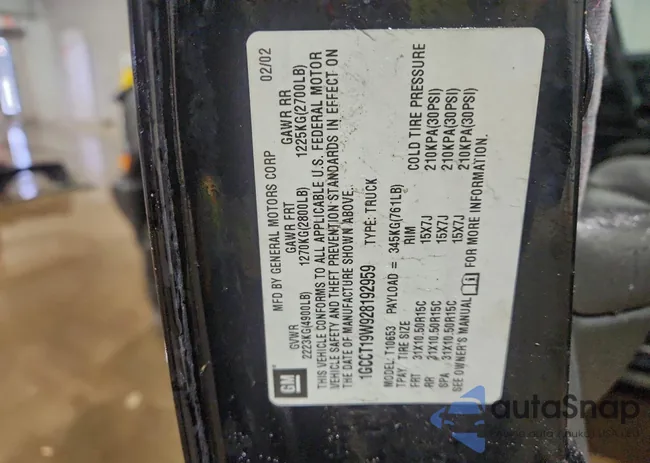 MFD BY GENERAL MOTORS CORP 02/02
GVWR GAWR FRT GAWR RR
2223KG(4900LB) 1270KG(2800LB) 1225KG(2700LB)
THIS VEHICLE CONFORMS TO ALL APPLICABLE U.S. FEDERAL MOTOR
VEHICLE SAFETY AND THEFT PREVENTION STANDARDS IN EFFECT ON
THE DATE OF MANUFACTURE SHOWN ABOVE.
1GCCT19W928192959 TYPE: TRUCK
MODEL: T10653 PAYLOAD = 345KG(761LB)
TPAY. TIRE SIZE RIM COLD TIRE PRESSURE
FRT 31X10.50R15C 15X7J 210KPA(30PSI)
RR 31X10.50R15C 15X7J 210KPA(30PSI)
SPA 31X10.50R15C 15X7J 210KPA(30PSI)
SEE OWNER'S MANUAL FOR MORE INFORMATION.
GM
autaSnap